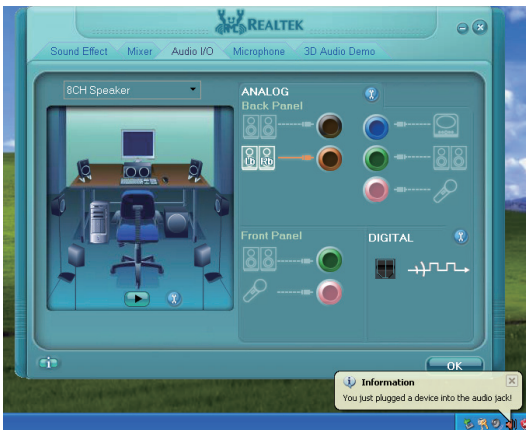 REALTEK
Sound Effect Mixer Audio I/O Microphone 3D Audio Demo
8CH Speaker
ANALOG
Back Panel
Lb Rb
Front Panel
DIGITAL
OK
Information
You just plugged a device into the audio jack!